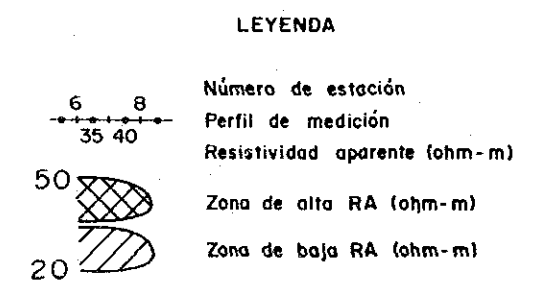 LEYENDA
6 8
Número de estación
Perfil de medición
35 40
Resistividad aparente (ohm-m)
50
Zona de alta RA (ohm-m)
Zona de baja RA (ohm-m)
20